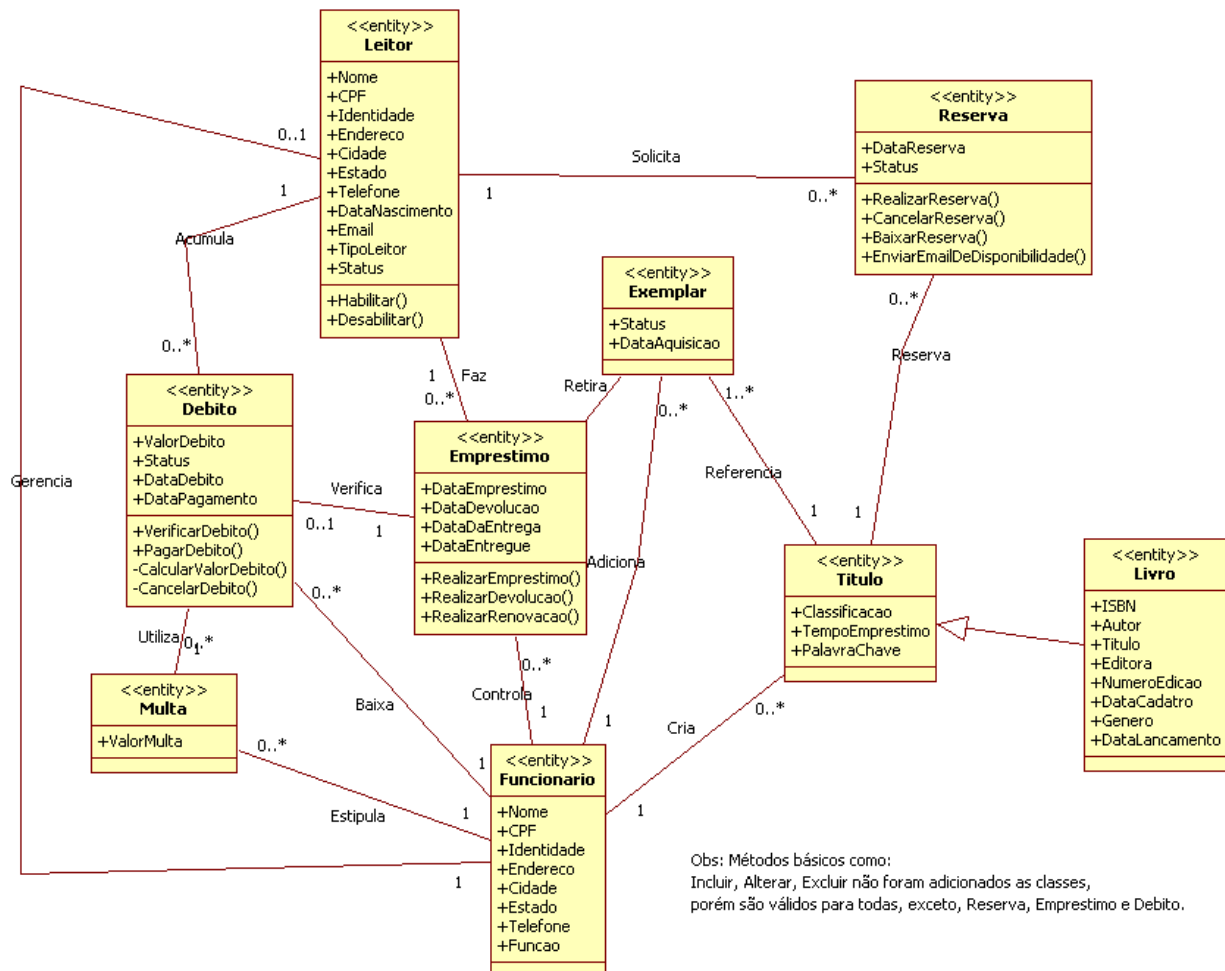 <<entity>>
Leitor
+Nome
+CPF
+Identidade
+Endereco
+Cidade
+Estado
+Telefone
+DataNascimento
+Email
+TipoLeitor
+Status
+Habilitar()
+Desabilitar()
0..1
1
Acumula
0..*
Solicita
1
0..*
<<entity>>
Reserva
+DataReserva
+Status
+RealizarReserva()
+CancelarReserva()
+BaixarReserva()
+EnviarEmailDeDisponibilidade()
0..*
Reserva
1
<<entity>>
Exemplar
+Status
+DataAquisicao
1
Faz
0..*
Retira
0..*
1..*
Referencia
1
<<entity>>
Debito
+ValorDebito
+Status
+DataDebito
+DataPagamento
+VerificarDebito()
+PagarDebito()
-CalcularValorDebito()
-CancelarDebito()
Gerencia
Verifica
0..1
1
<<entity>>
Emprestimo
+DataEmprestimo
+DataDevolucao
+DataDaEntrega
+DataEntregue
+RealizarEmprestimo()
+RealizarDevolucao()
+RealizarRenovacao()
Adiciona
1
<<entity>>
Titulo
+Classificacao
+TempoEmprestimo
+PalavraChave
<<entity>>
Livro
+ISBN
+Autor
+Titulo
+Editora
+NumeroEdicao
+DataCadatro
+Genero
+DataLancamento
Utiliza
0..*
1
0..*
Baixa
1
0..*
Controla
1
0..*
Cria
1
<<entity>>
Multa
+ValorMulta
0..*
Estipula
1
1
<<entity>>
Funcionario
+Nome
+CPF
+Identidade
+Endereco
+Cidade
+Estado
+Telefone
+Funcao
Obs: Métodos básicos como:
Incluir, Alterar, Excluir não foram adicionados as classes,
porém são válidos para todas, exceto, Reserva, Emprestimo e Debito.